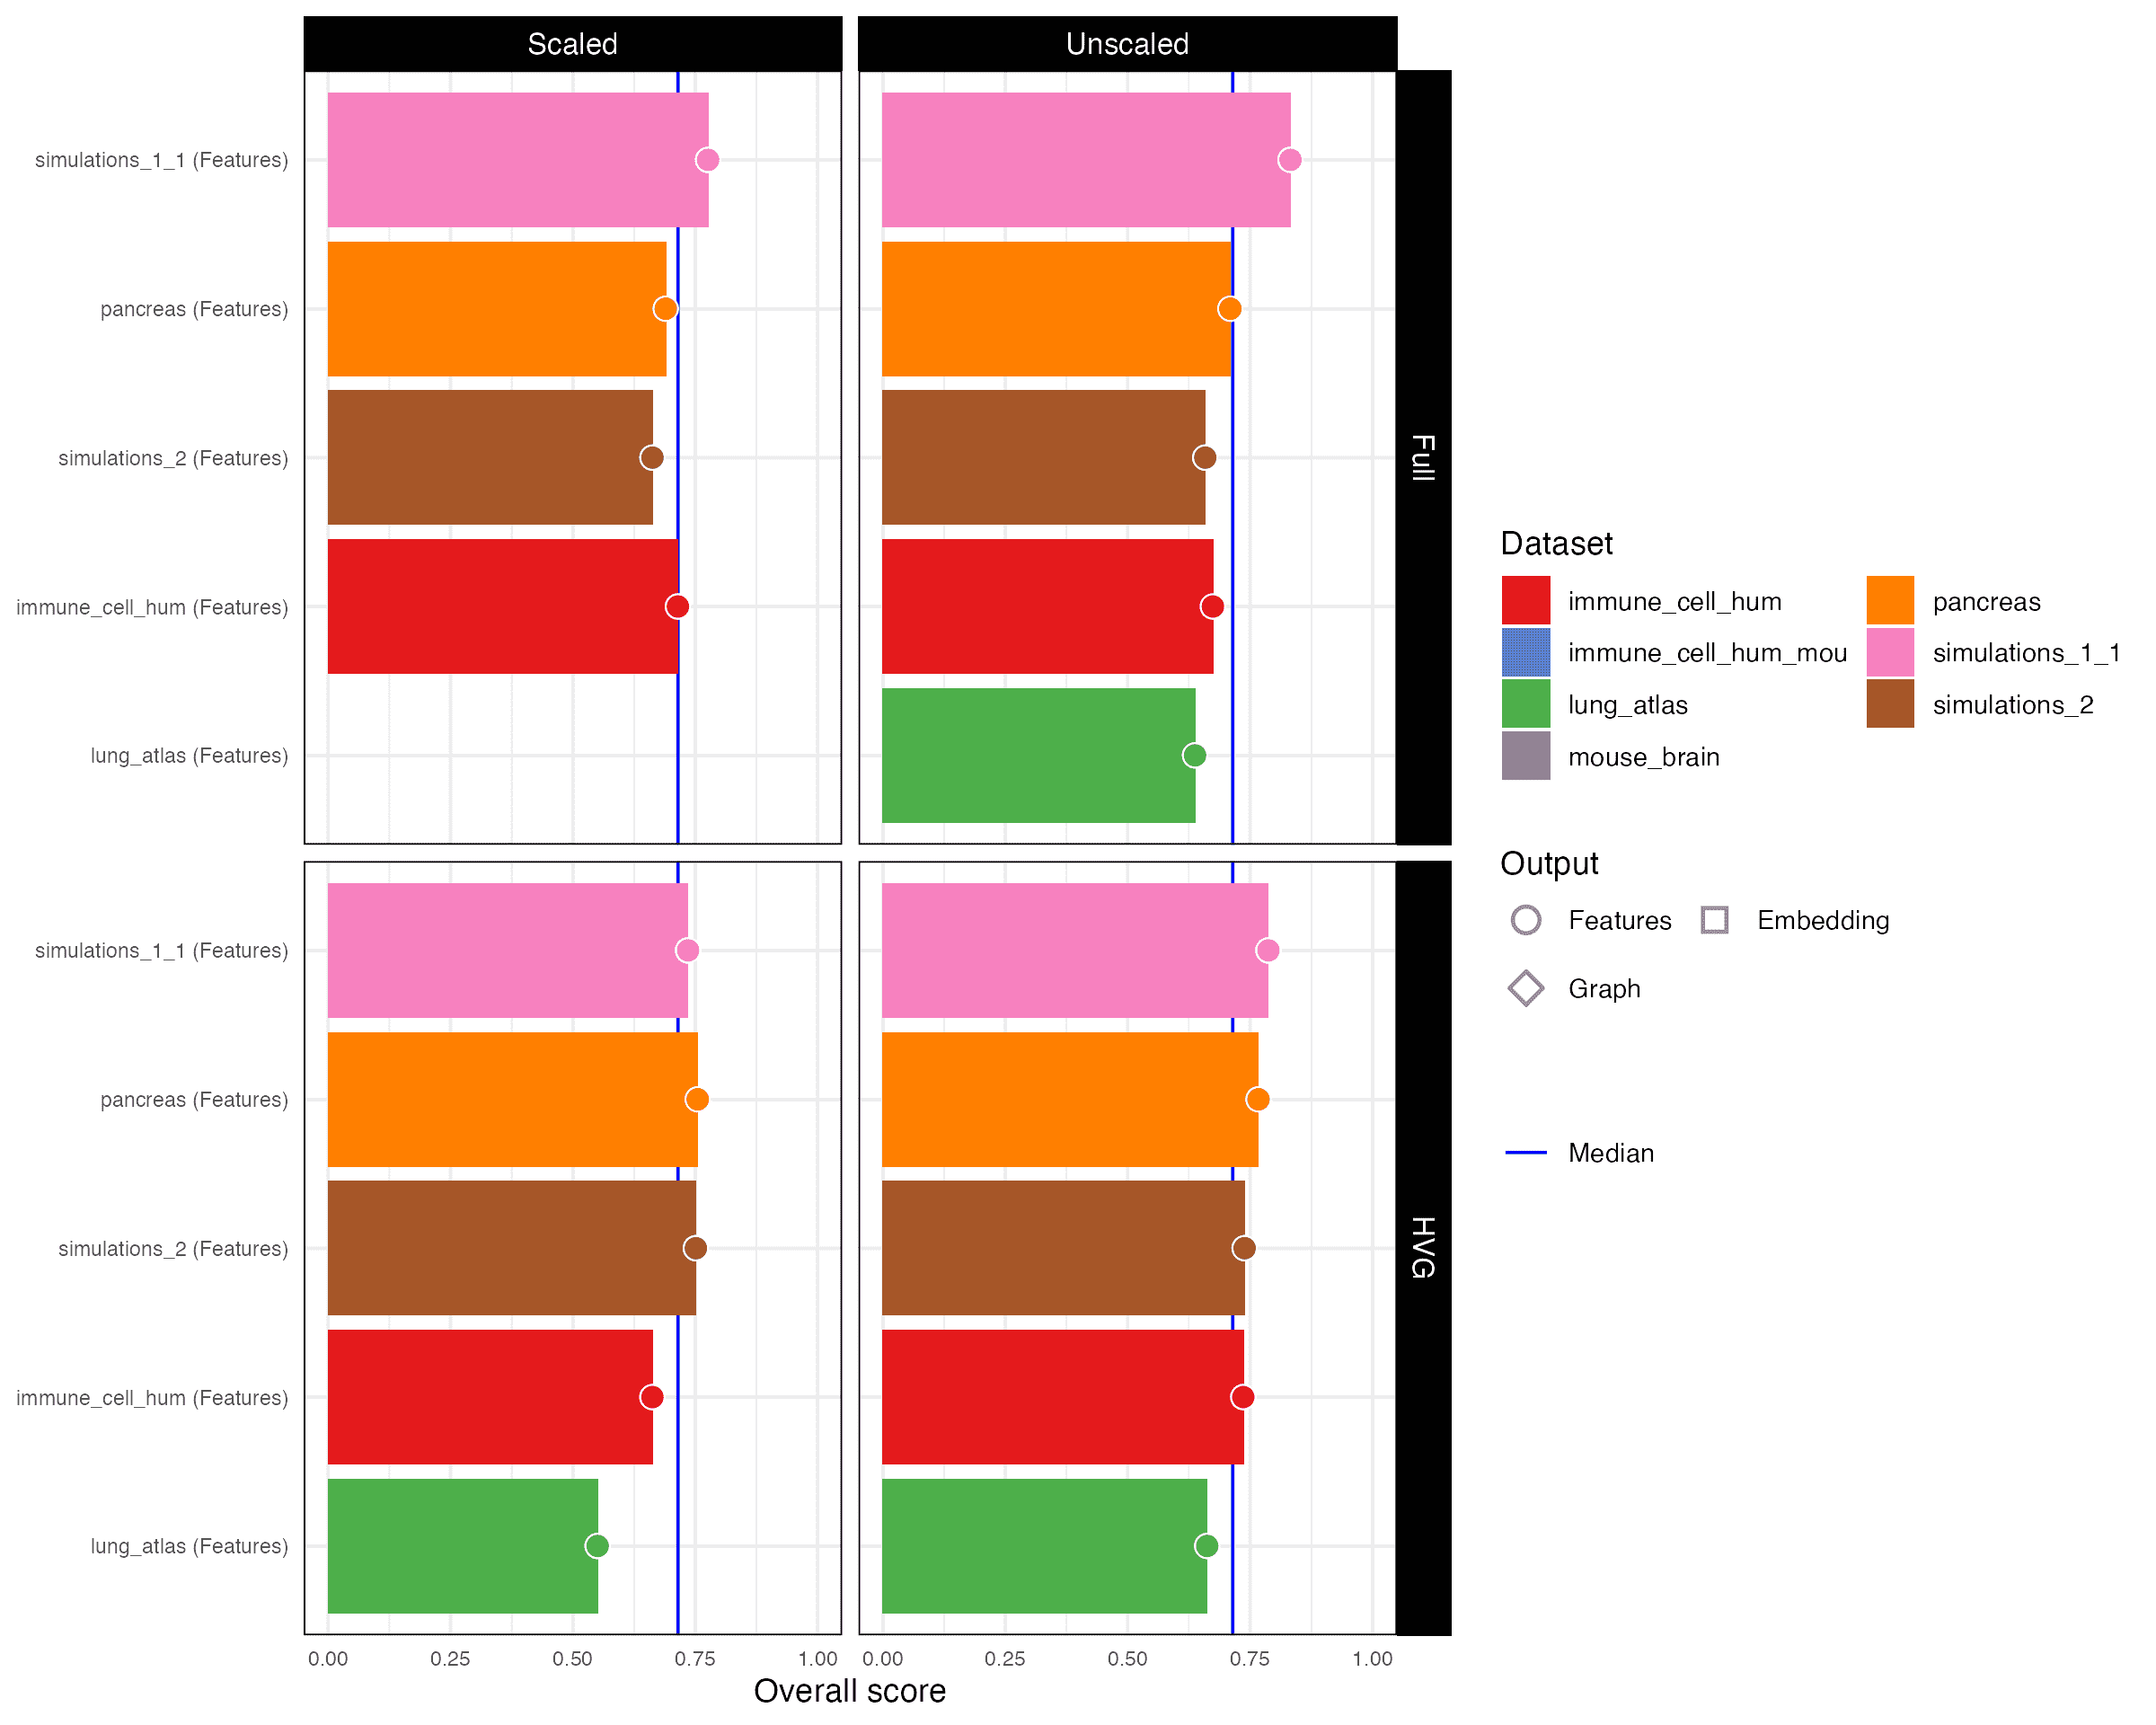 Scaled
Unscaled
simulations_1_1 (Features)
pancreas (Features)
simulations_2 (Features)
immune_cell_hum (Features)
lung_atlas (Features)
Full
simulations_1_1 (Features)
pancreas (Features)
simulations_2 (Features)
immune_cell_hum (Features)
lung_atlas (Features)
HVG
0.00 0.25 0.50 0.75 1.00
0.00 0.25 0.50 0.75 1.00
Overall score
Dataset
immune_cell_hum
immune_cell_hum_mou
lung_atlas
mouse_brain
pancreas
simulations_1_1
simulations_2
Output
Features
Embedding
Graph
Median